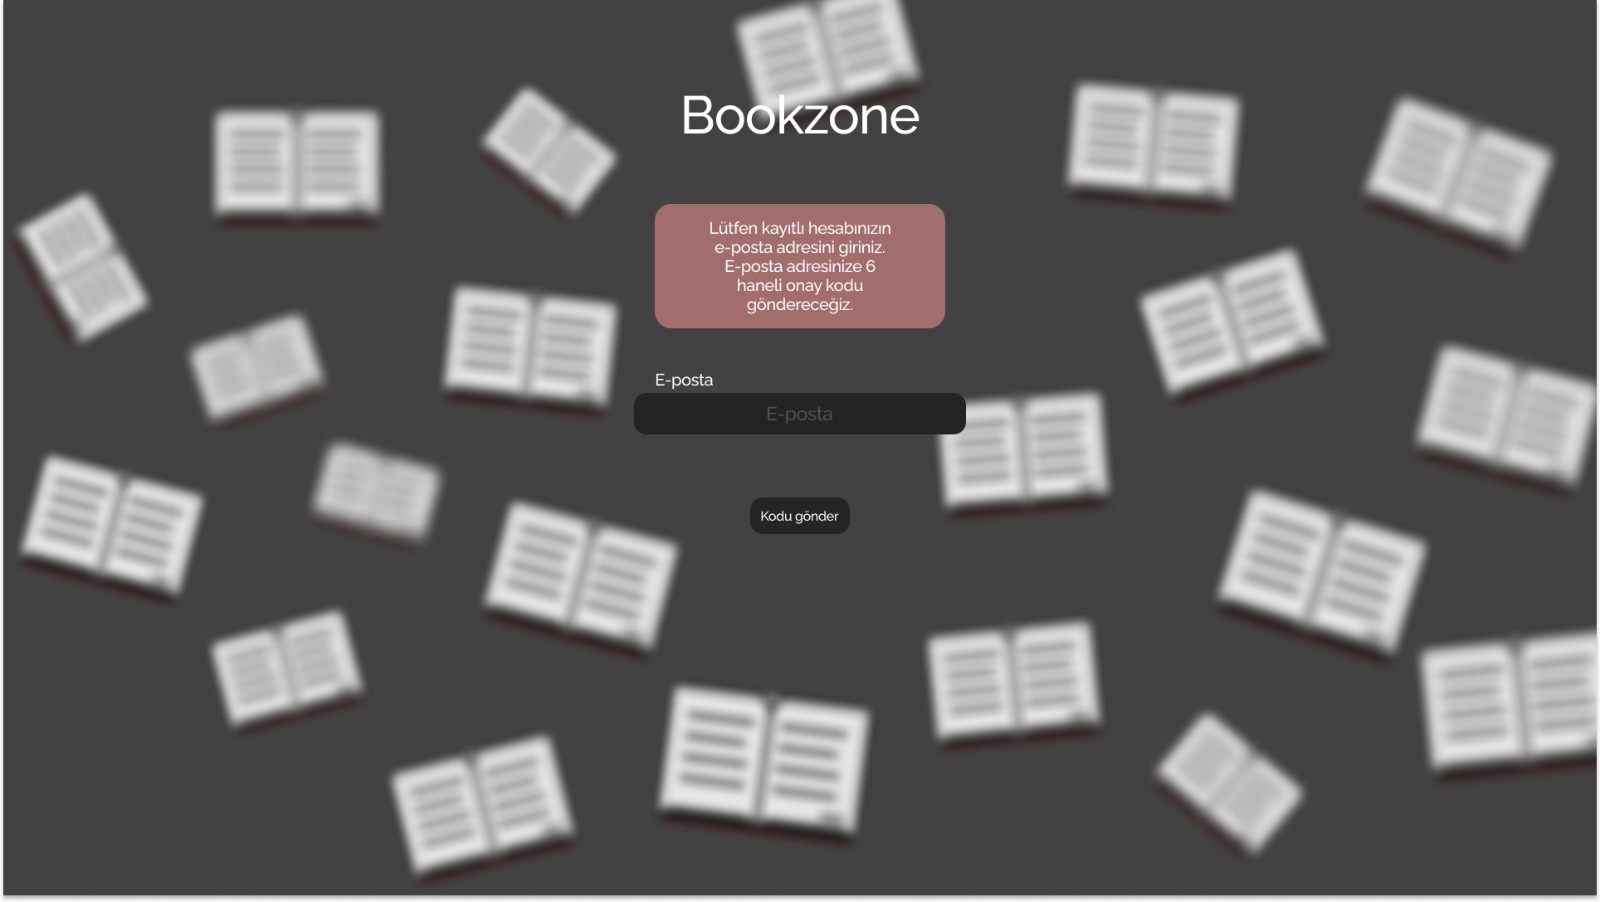 Bookzone
Lütfen kayıtlı hesabınızın
e-posta adresini giriniz.
E-posta adresinize 6
haneli onay kodu
göndereceğiz.
E-posta
E-posta
Kodu gönder